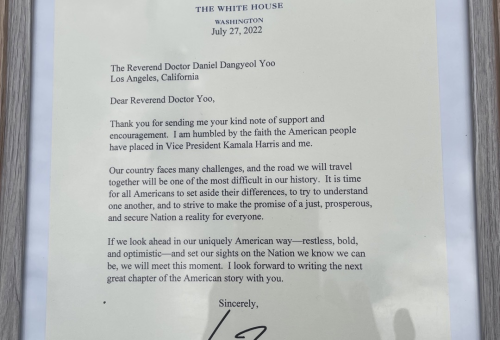 THE WHITE HOUSE
WASHINGTON
July 27, 2022
The Reverend Doctor Daniel Dangyeol Yoo
Los Angeles, California
Dear Reverend Doctor Yoo,
Thank you for sending me your kind note of support and
encouragement. I am humbled by the faith the American people
have placed in Vice President Kamala Harris and me.
Our country faces many challenges, and the road we will travel
together will be one of the most difficult in our history. It is time
for all Americans to set aside their differences, to try to understand
one another, and to strive to make the promise of a just, prosperous,
and secure Nation a reality for everyone.
If we look ahead in our uniquely American way—restless, bold,
and optimistic—and set our sights on the Nation we know we can
be, we will meet this moment. I look forward to writing the next
great chapter of the American story with you.
Sincerely,